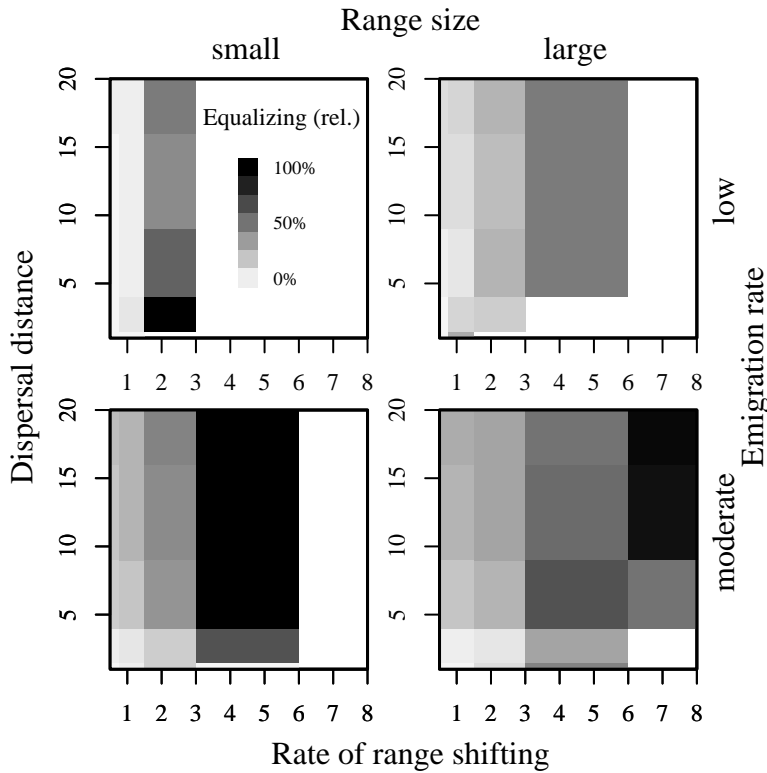 Range size
small large
20 15 10 5
Equalizing (rel.)
100%
50%
0%
1 2 3 4 5 6 7 8
20 15 10 5
1 2 3 4 5 6 7 8
low
20 15 10 5
1 2 3 4 5 6 7 8
20 15 10 5
1 2 3 4 5 6 7 8
moderate
Dispersal distance
Emigration rate
Rate of range shifting